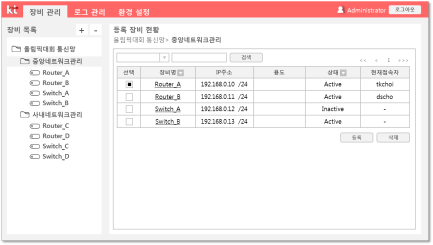 kt 장비 관리 로그 관리 환경 설정 Administrator 로그아웃
장비 목록 + -
올림픽대회 통신망
중앙네트워크관리
Router_A
Router_B
Switch_A
Switch_B
사내네트워크관리
Router_C
Router_D
Switch_C
Switch_D
등록 장비 현황
올림픽대회 통신망> 중앙네트워크관리
검색
<< < 1 >>>
선택 장비명 IP주소 용도 상태 현재접속자
Router_A 192.168.0.10 /24 Active tkchoi
Router_B 192.168.0.11 /24 Active dscho
Switch_A 192.168.0.12 /24 Inactive -
Switch_B 192.168.0.13 /24 Active -
등록 삭제